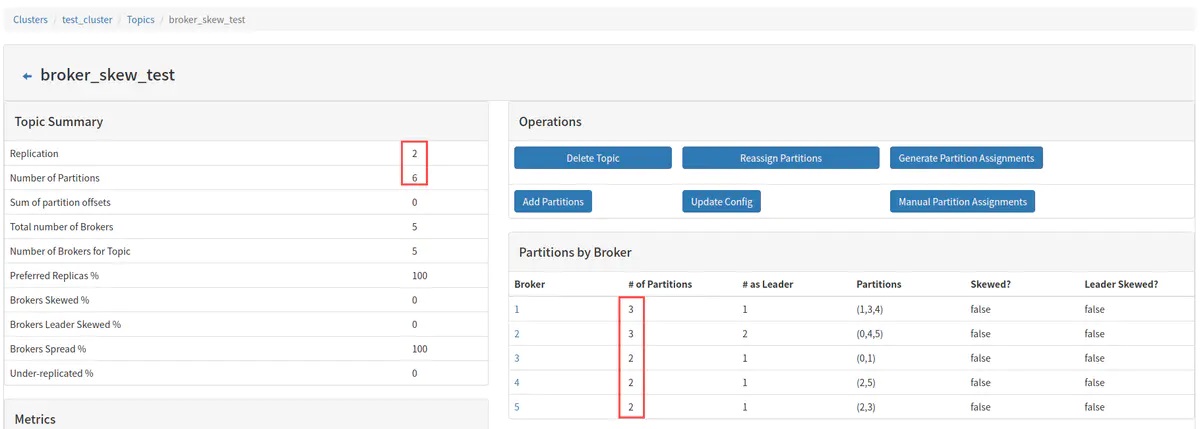 Clusters / test_cluster / Topics / broker_skew_test
← broker_skew_test
Topic Summary
Replication 2
Number of Partitions 6
Sum of partition offsets 0
Total number of Brokers 5
Number of Brokers for Topic 5
Preferred Replicas % 100
Brokers Skewed % 0
Brokers Leader Skewed % 0
Brokers Spread % 100
Under-replicated % 0
Metrics
Operations
Delete Topic Reassign Partitions Generate Partition Assignments
Add Partitions Update Config Manual Partition Assignments
Partitions by Broker
Broker # of Partitions # as Leader Partitions Skewed? Leader Skewed?
1 3 1 (1,3,4) false false
2 3 2 (0,4,5) false false
3 2 1 (0,1) false false
4 2 1 (2,5) false false
5 2 1 (2,3) false false